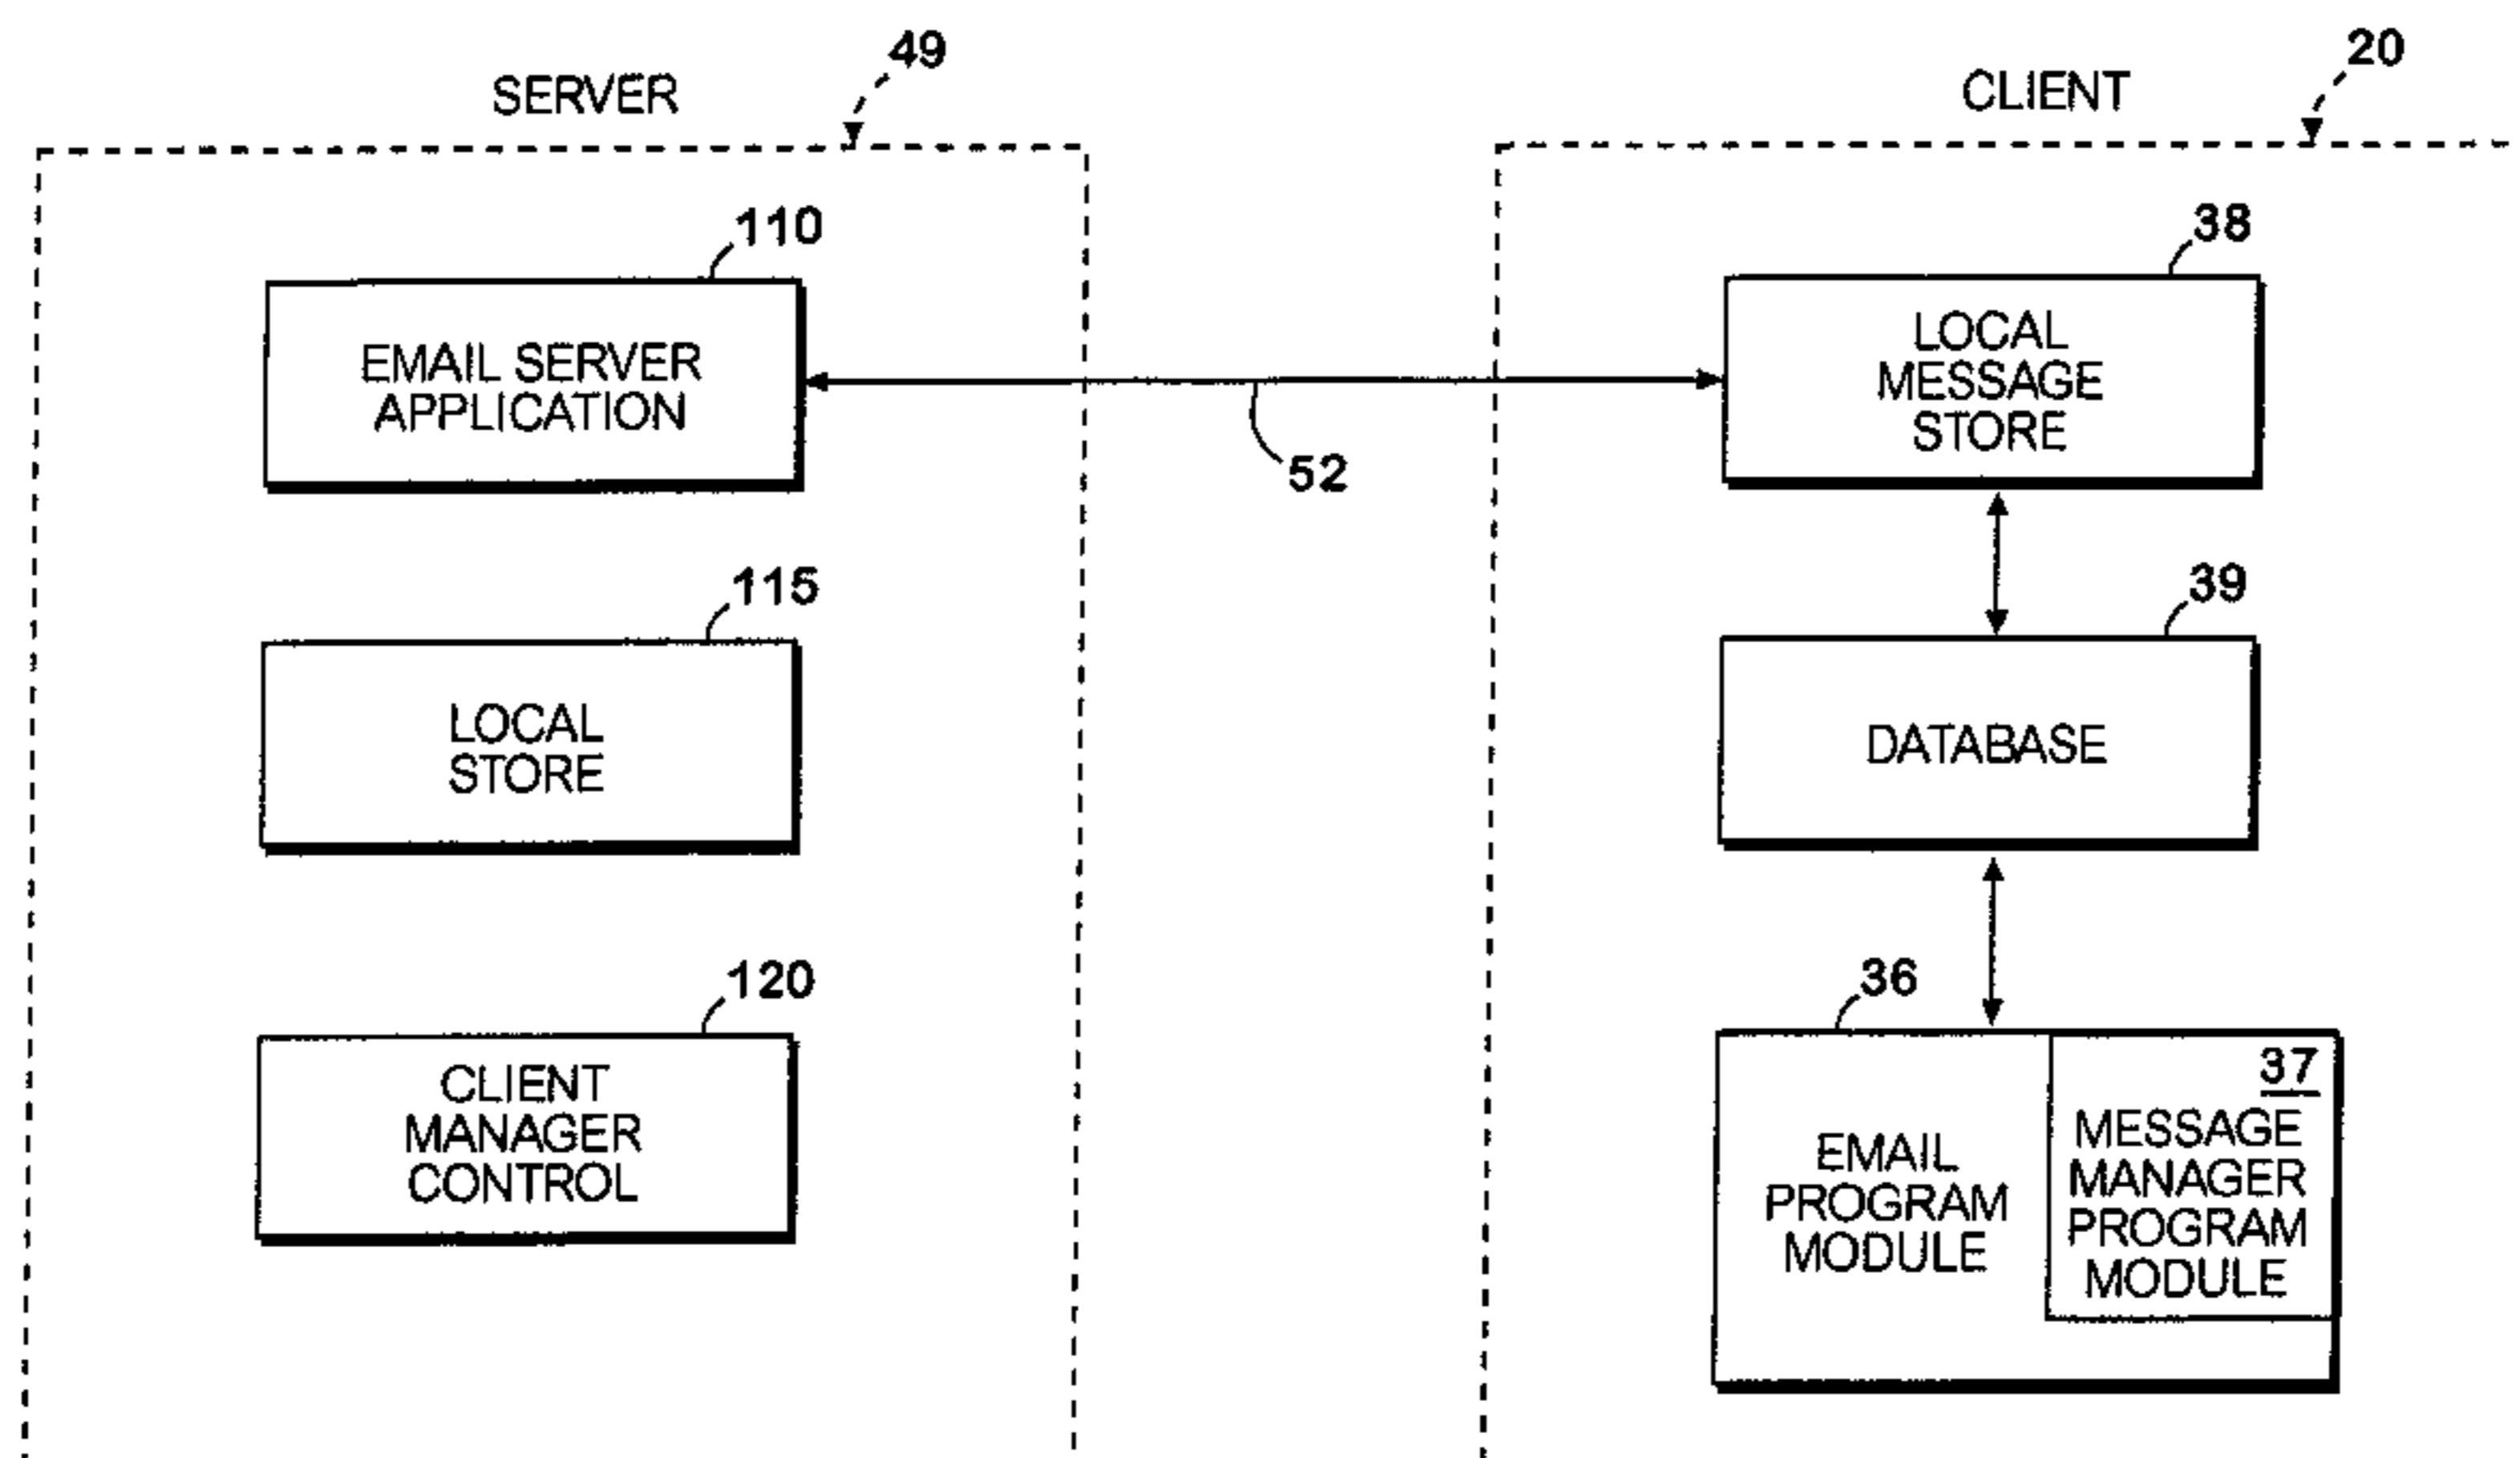 49
SERVER
20
CLIENT
110
EMAIL SERVER
APPLICATION
38
LOCAL
MESSAGE
STORE
52
115
LOCAL
STORE
39
DATABASE
120
CLIENT
MANAGER
CONTROL
36
EMAIL
PROGRAM
MODULE
37
MESSAGE
MANAGER
PROGRAM
MODULE